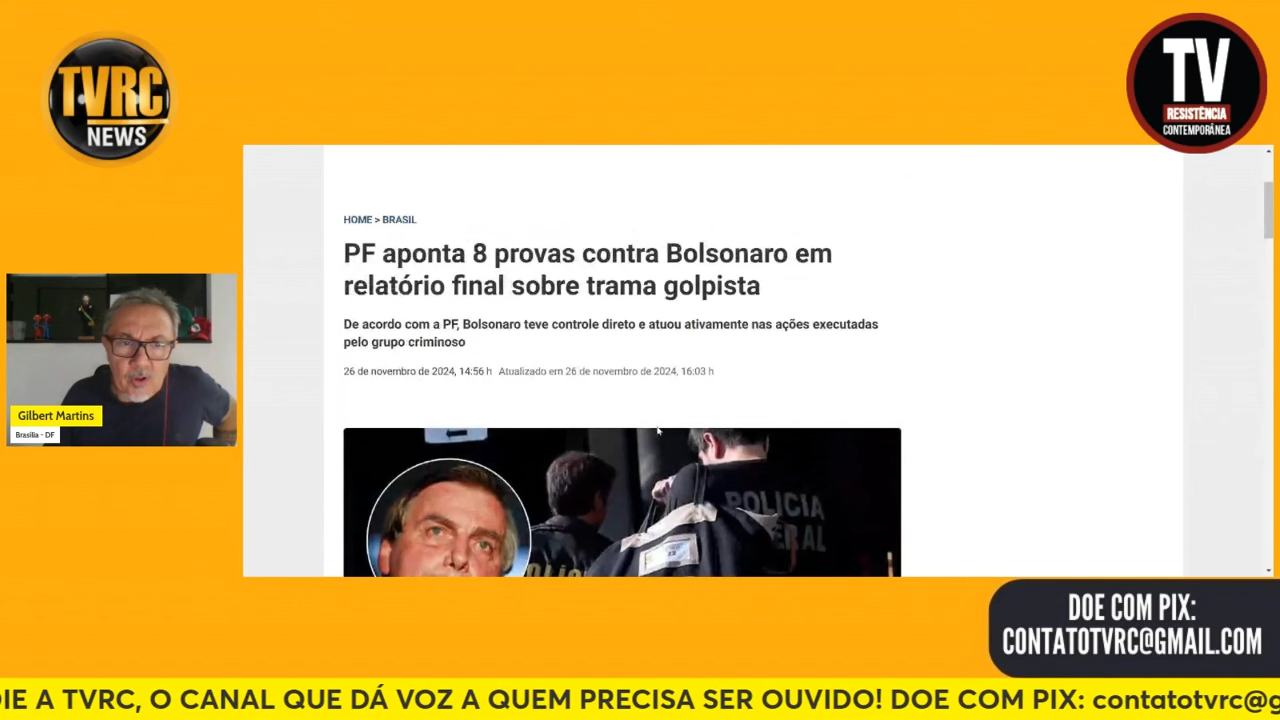 TVRC
NEWS
TV
RESISTÊNCIA
CONTEMPORÂNEA
HOME > BRASIL
PF aponta 8 provas contra Bolsonaro em
relatório final sobre trama golpista
De acordo com a PF, Bolsonaro teve controle direto e atuou ativamente nas ações executadas
pelo grupo criminoso
26 de novembro de 2024, 14:56 h Atualizado em 26 de novembro de 2024, 16:03 h
Gilbert Martins
Brasília - DF
POLICIA
DOE COM PIX:
CONTATOTVRC@GMAIL.COM
IE A TVRC, O CANAL QUE DÁ VOZ A QUEM PRECISA SER OUVIDO! DOE COM PIX: contatotvrc@g